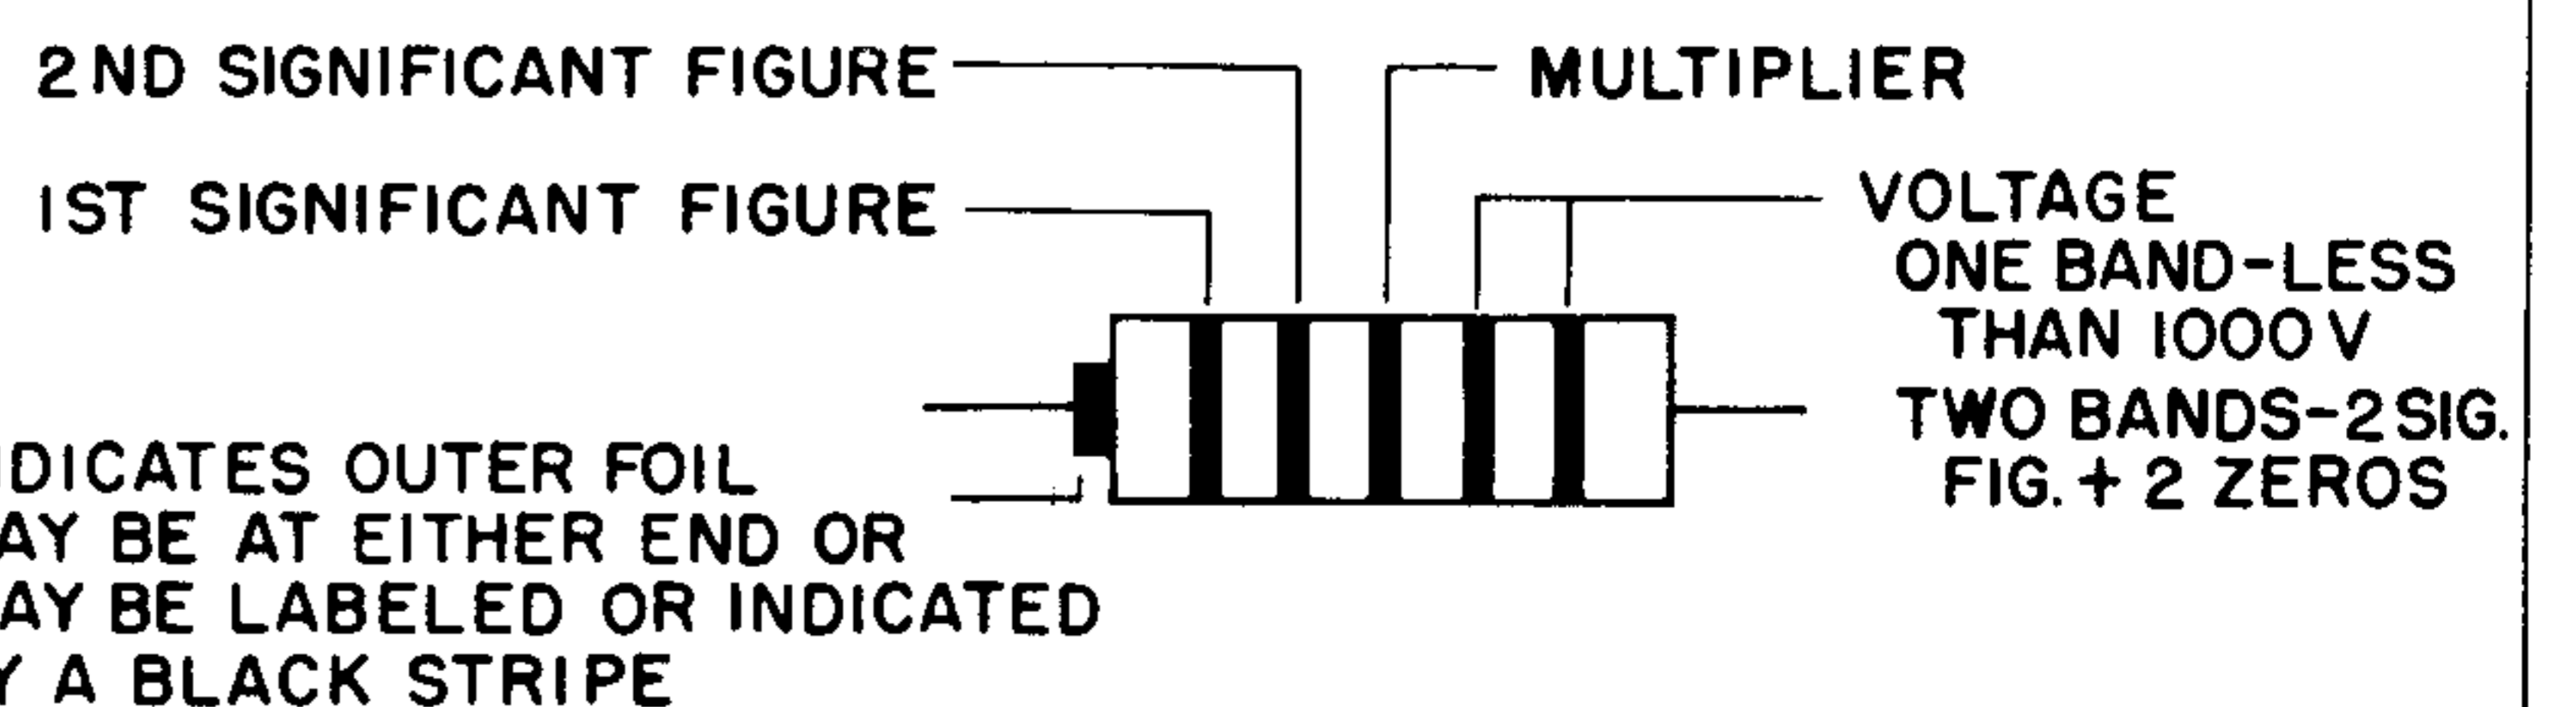 2ND SIGNIFICANT FIGURE
MULTIPLIER
1ST SIGNIFICANT FIGURE
VOLTAGE
ONE BAND-LESS
THAN 1000 V
TWO BANDS-2 SIG.
FIG. + 2 ZEROS
NDICATES OUTER FOIL
AY BE AT EITHER END OR
AY BE LABELED OR INDICATED
Y A BLACK STRIPE